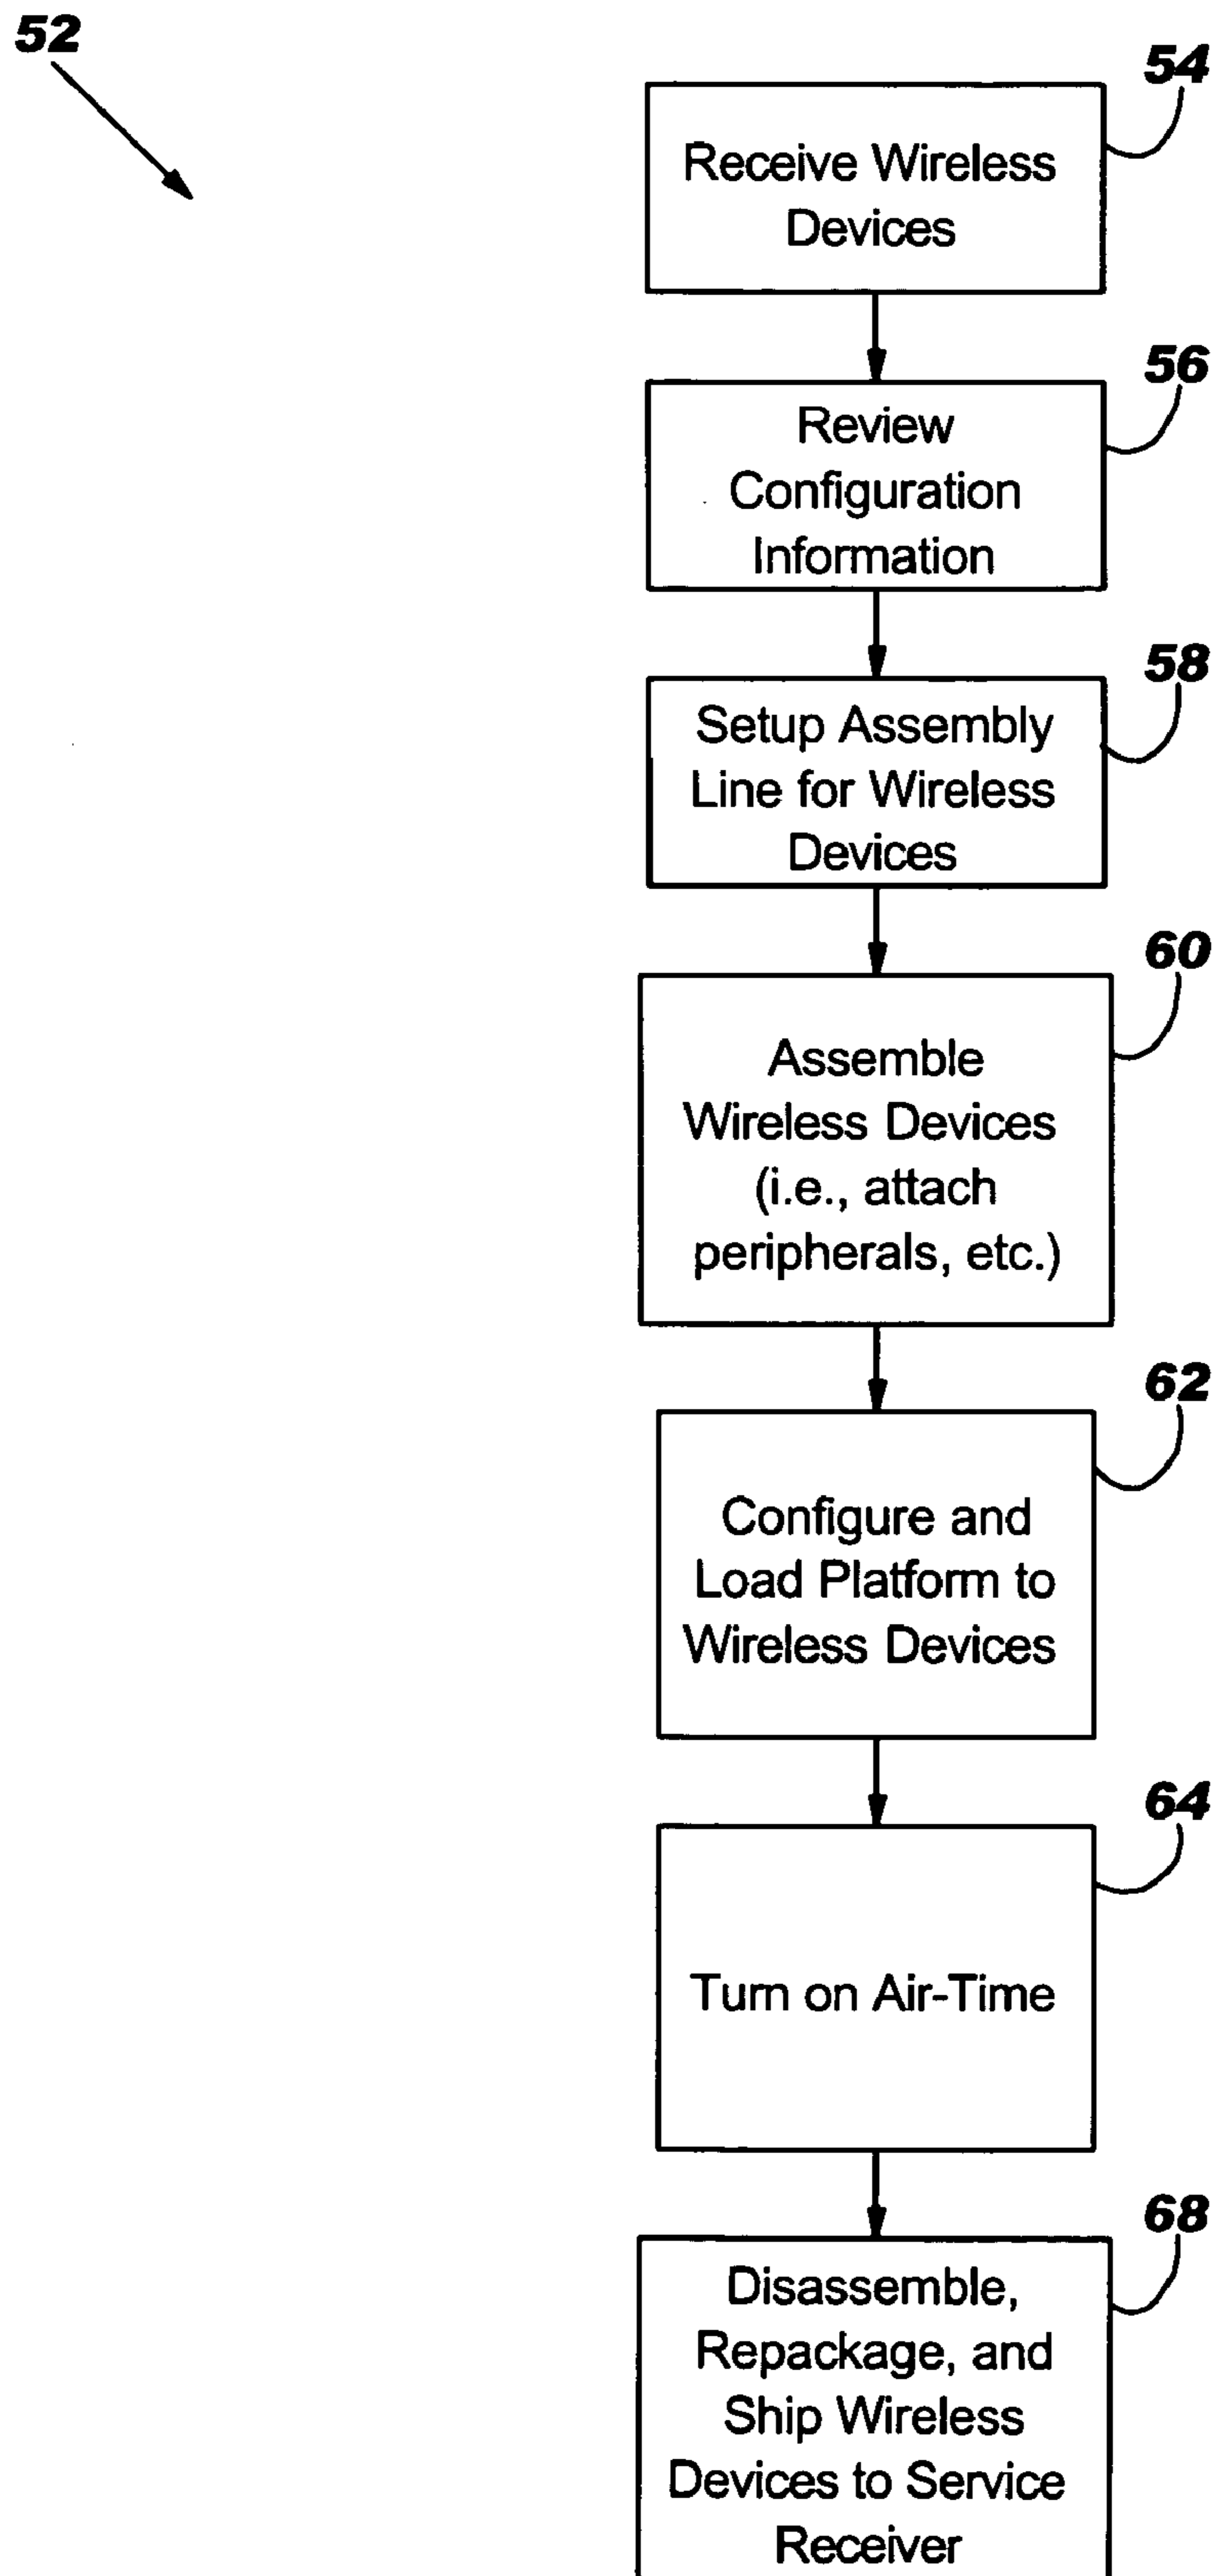 52
54
Receive Wireless
Devices
56
Review
Configuration
Information
58
Setup Assembly
Line for Wireless
Devices
60
Assemble
Wireless Devices
(i.e., attach
peripherals, etc.)
62
Configure and
Load Platform to
Wireless Devices
64
Turn on Air-Time
68
Disassemble,
Repackage, and
Ship Wireless
Devices to Service
Receiver